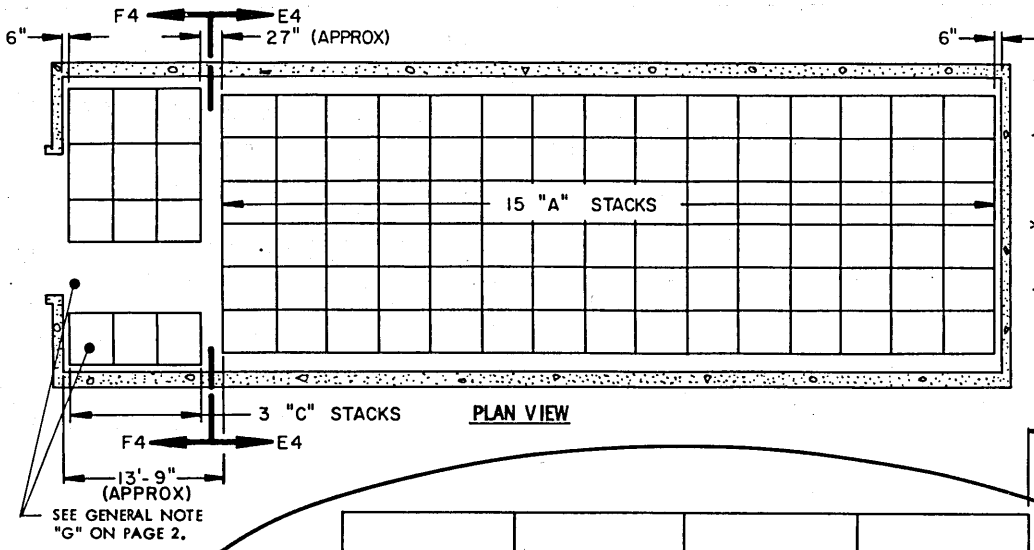 F4 E4
6" 27" (APPROX) 6"
15 "A" STACKS
3 "C" STACKS PLAN VIEW
F4 E4
13'-9"
(APPROX)
SEE GENERAL NOTE
"G" ON PAGE 2.